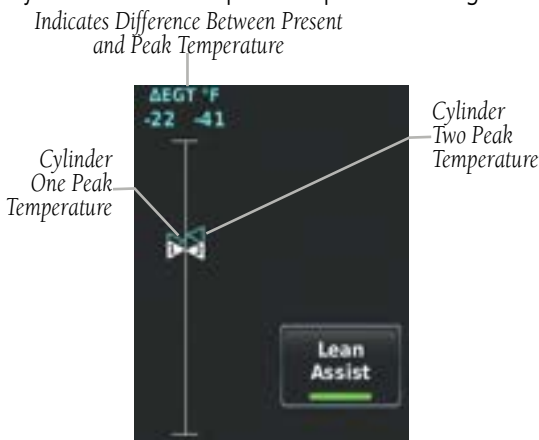 Indicates Difference Between Present
and Peak Temperature
ΔEGT °F
-22 -41
Cylinder
Two Peak
Temperature
Cylinder
One Peak
Temperature
Lean
Assist